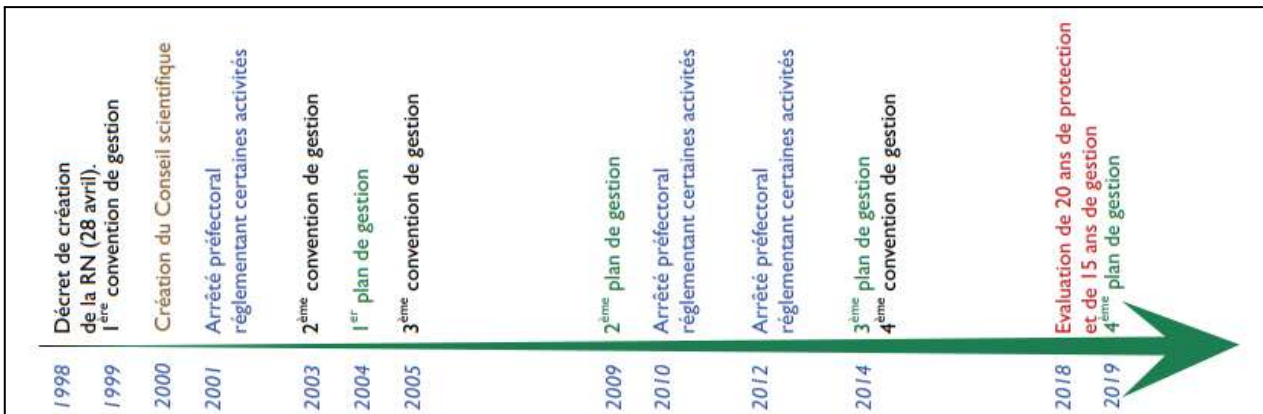 1998
Décret de création
de la RN (28 avril).
1999
1ère convention de gestion
2000
Création du Conseil scientifique
2001
Arrêté préfectoral
réglementant certaines activités
2003
2ème convention de gestion
2004
1er plan de gestion
2005
3ème convention de gestion
2009
2ème plan de gestion
2010
Arrêté préfectoral
réglementant certaines activités
2012
Arrêté préfectoral
réglementant certaines activités
2014
3ème plan de gestion
4ème convention de gestion
2018
Evaluation de 20 ans de protection
et de 15 ans de gestion
2019
4ème plan de gestion